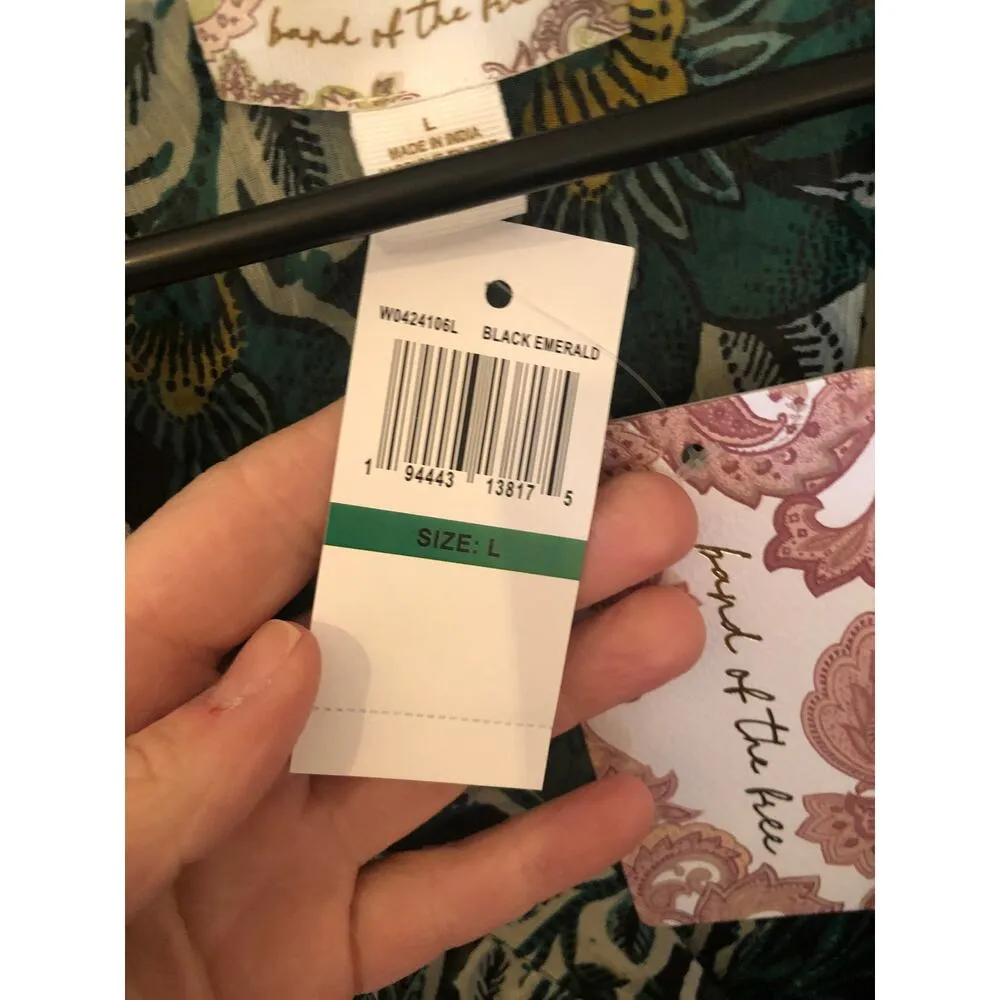 band of the free
L
MADE IN INDIA
W0424106L BLACK EMERALD
1 94443 13817 5
SIZE: L
band of the free